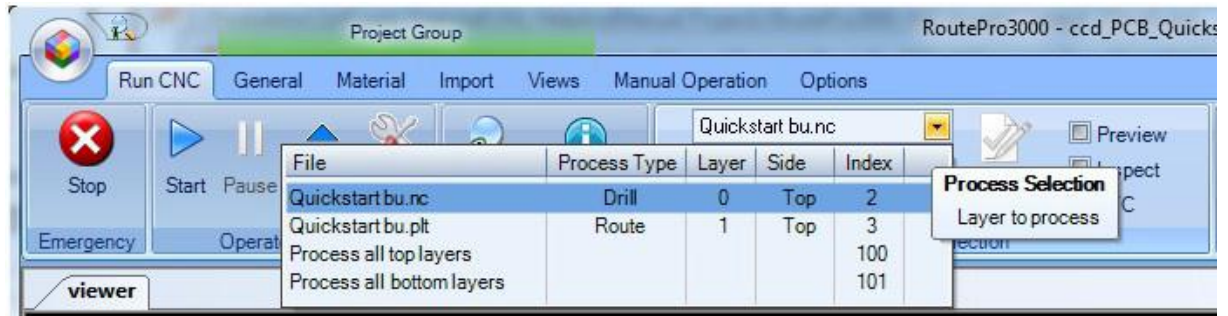 Project Group
RoutePro3000 - ccd_PCB_Quicks
Run CNC General Material Import Views Manual Operation Options
Quickstart bu.nc
Preview
Stop Start Pause
File Process Type Layer Side Index
Quickstart bu.nc Drill 0 Top 2
Process Selection
Layer to process
Quickstart bu.plt Route 1 Top 3
Emergency
Process all top layers 100
Process all bottom layers 101
viewer